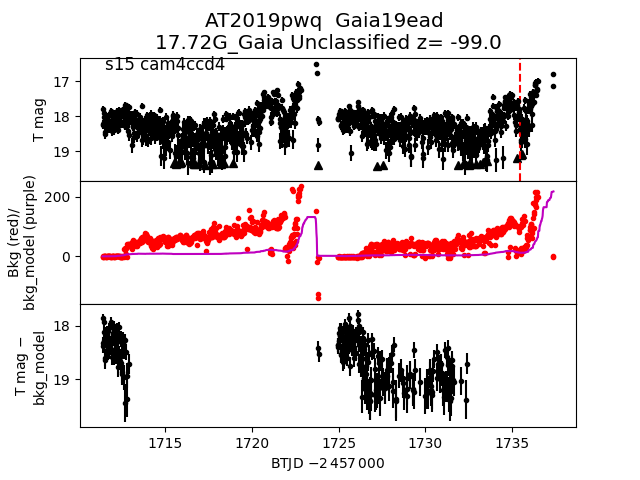 AT2019pwq  Gaia19ead
17.72G_Gaia Unclassified z= -99.0
s15 cam4ccd4
T mag
17
18
19
Bkg (red)/
bkg_model (purple)
200
0
T mag −
bkg_model
18
19
1715
1720
1725
1730
1735
BTJD −2 457 000